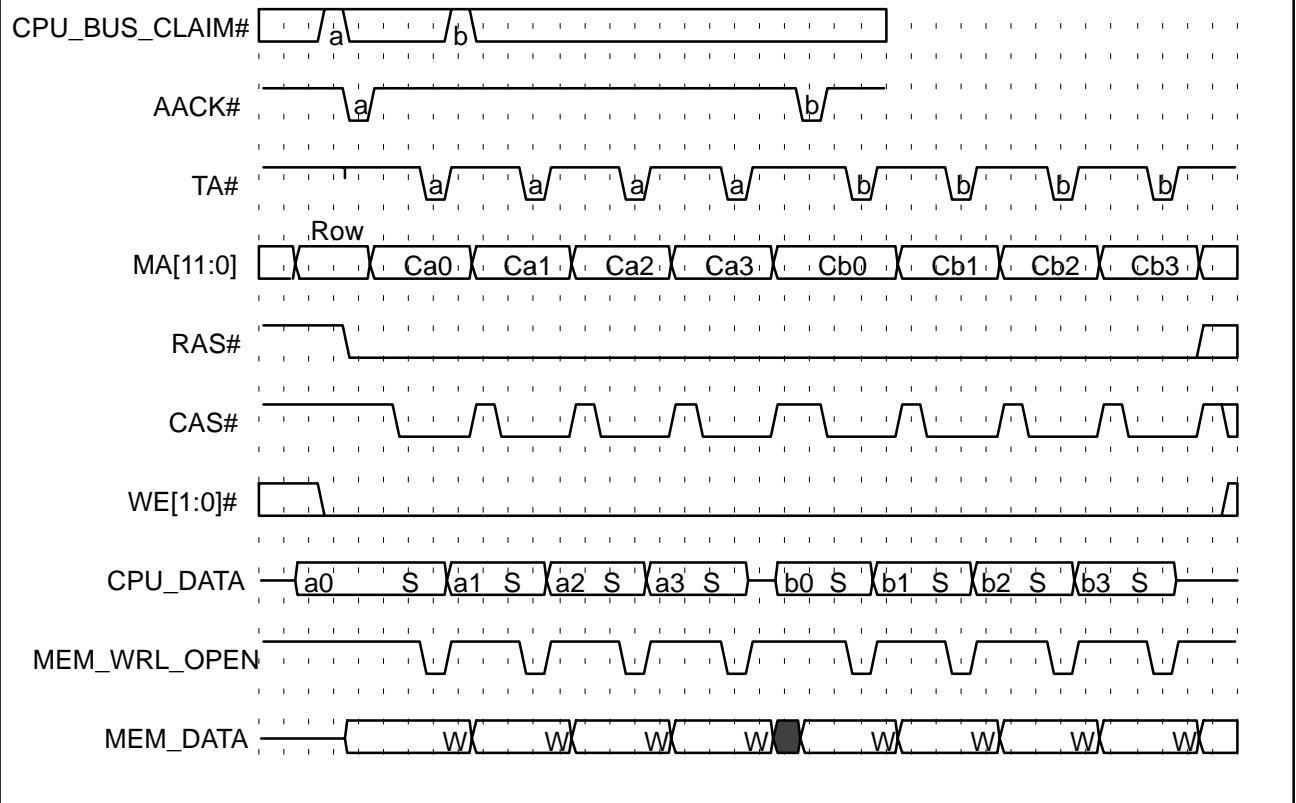 CPU_BUS_CLAIM# a b
AACK# a b
TA# a a a a b b b b
Row
MA[11:0] Ca0 Ca1 Ca2 Ca3 Cb0 Cb1 Cb2 Cb3
RAS#
CAS#
WE[1:0]#
CPU_DATA a0 S a1 S a2 S a3 S b0 S b1 S b2 S b3 S
MEM_WRL_OPEN
MEM_DATA W W W W W W W W